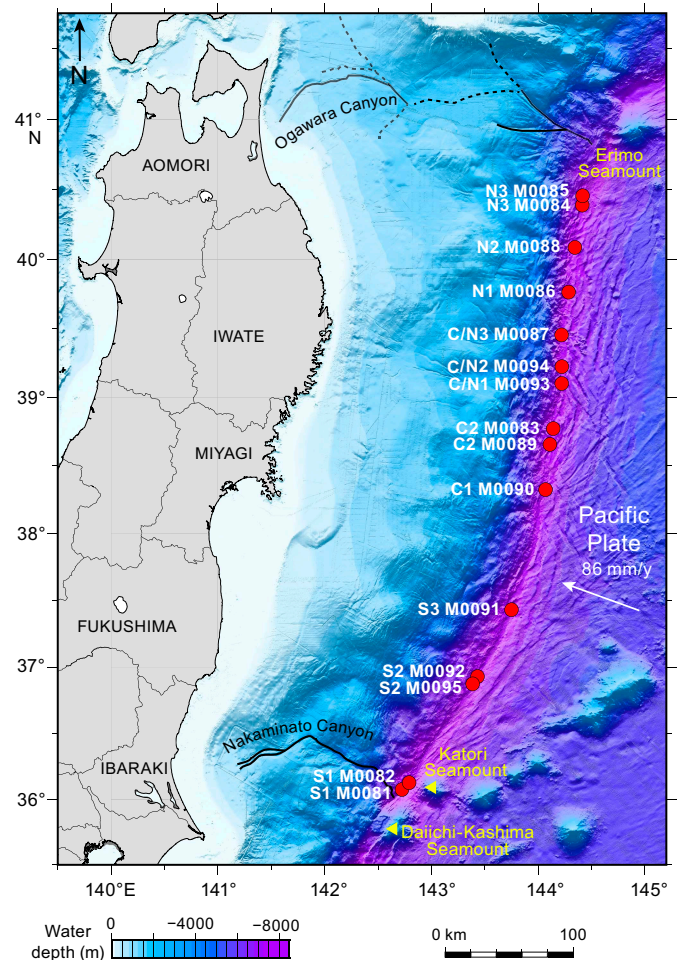 N
41°
N
Ogawara Canyon
AOMORI
Erimo
Seamount
N3 M0085
N3 M0084
40°
N2 M0088
N1 M0086
IWATE
C/N3 M0087
C/N2 M0094
39°
C/N1 M0093
C2 M0083
MIYAGI
C2 M0089
C1 M0090
38°
Pacific
Plate
86 mm/y
S3 M0091
FUKUSHIMA
37°
S2 M0092
S2 M0095
Nakaminato Canyon
IBARAKI
Katori
Seamount
S1 M0082
S1 M0081
36°
Daiichi-Kashima
Seamount
140°E 141° 142° 143° 144° 145°
Water
depth (m)
0 −4000 −8000
0 km 100